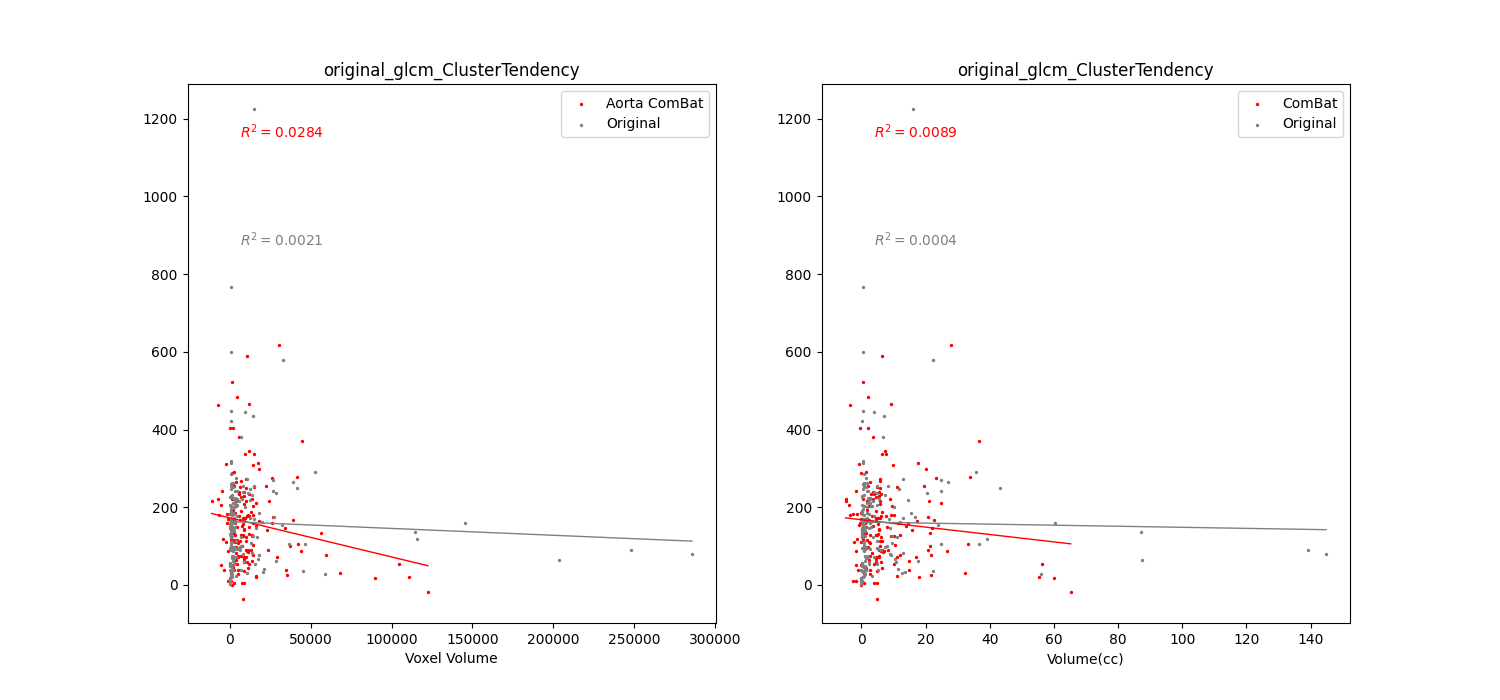 original_glcm_ClusterTendency
Aorta ComBat
Original
R² = 0.0284
R² = 0.0021
1200
1000
800
600
400
200
0
0 50000 100000 150000 200000 250000 300000
Voxel Volume
original_glcm_ClusterTendency
ComBat
Original
R² = 0.0089
R² = 0.0004
1200
1000
800
600
400
200
0
0 20 40 60 80 100 120 140
Volume(cc)